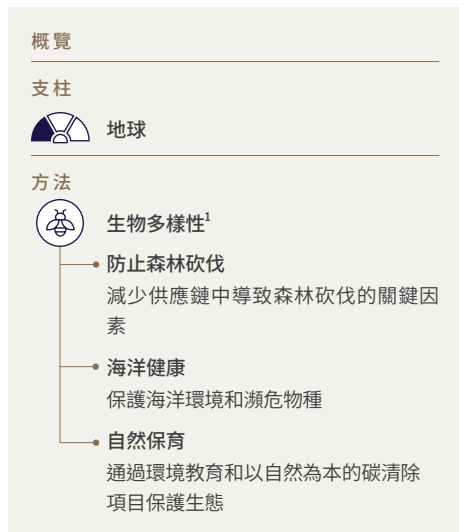 概覽
支柱
地球
方法
生物多樣性1
防止森林砍伐
減少供應鏈中導致森林砍伐的關鍵因
素
海洋健康
保護海洋環境和瀕危物種
自然保育
通過環境教育和以自然為本的碳清除
項目保護生態